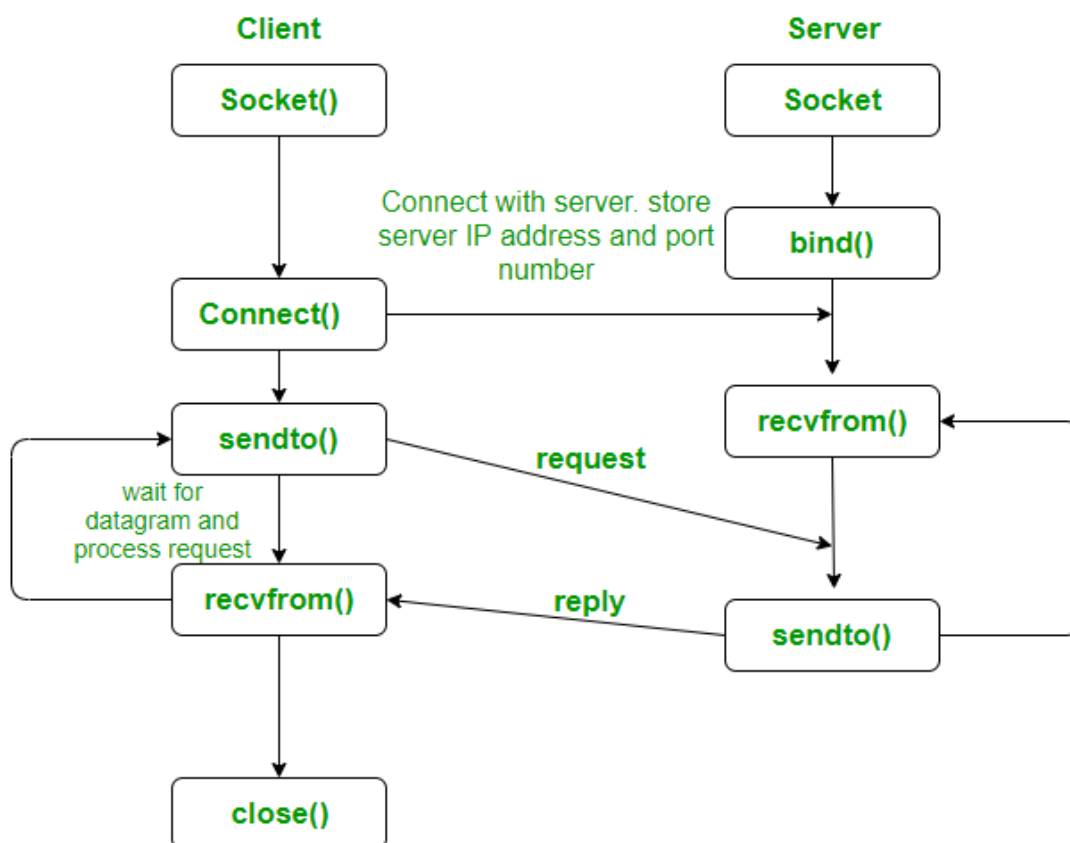 Client
Server
Socket()
Socket
Connect with server. store
server IP address and port
number
bind()
Connect()
sendto()
recvfrom()
request
wait for
datagram and
process request
recvfrom()
reply
sendto()
close()